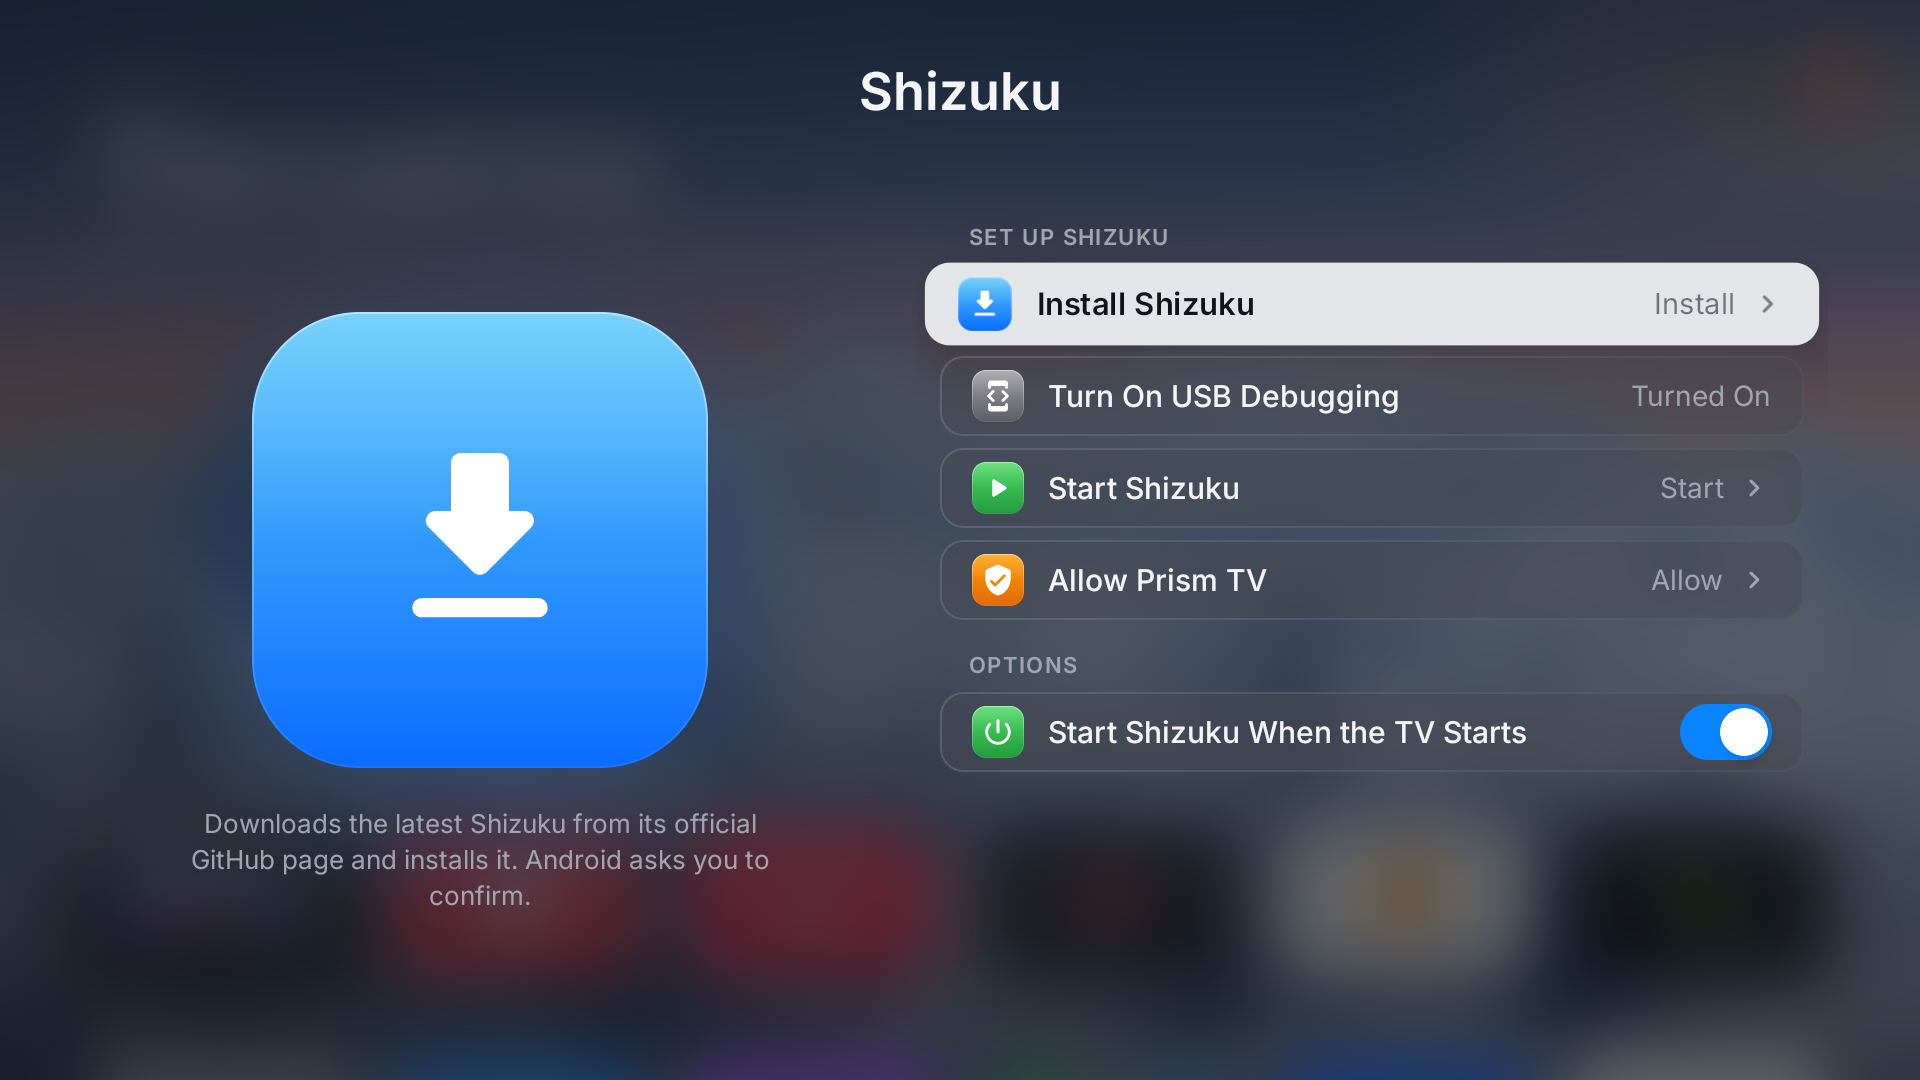 Shizuku
SET UP SHIZUKU
Install Shizuku Install
Turn On USB Debugging Turned On
Start Shizuku Start
Allow Prism TV Allow
OPTIONS
Start Shizuku When the TV Starts
Downloads the latest Shizuku from its official
GitHub page and installs it. Android asks you to
confirm.